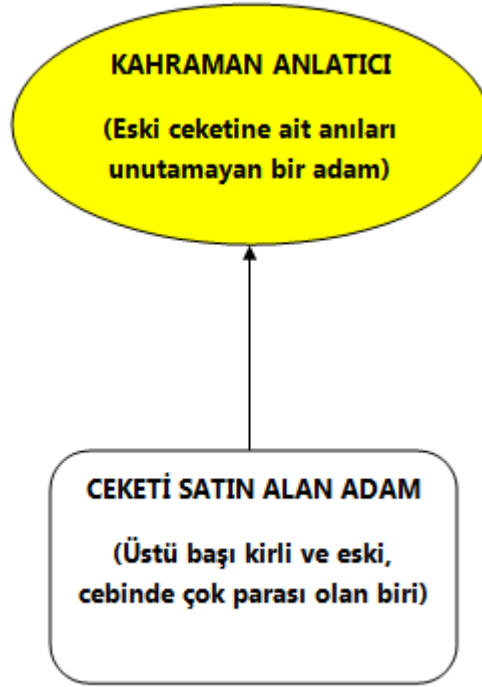 KAHRAMAN ANLATICI
(Eski ceketine ait anıları
unutamayan bir adam)
CEKETİ SATIN ALAN ADAM
(Üstü başı kirli ve eski,
cebinde çok parası olan biri)